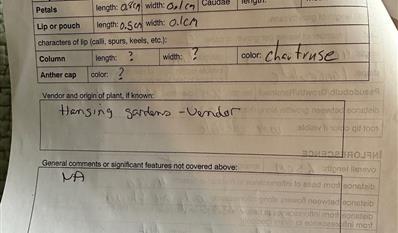 Petals length: 0.8cm width: 0.1cm Caudae length:
Lip or pouch length: 0.5cm width: 0.1cm
characters of lip (calli, spurs, keels, etc.):
Column length: ? width: ? color: chautruse
Anther cap color: ?
Vendor and origin of plant, if known:
Hanging gardens - Vendor
General comments or significant features not covered above:
NA